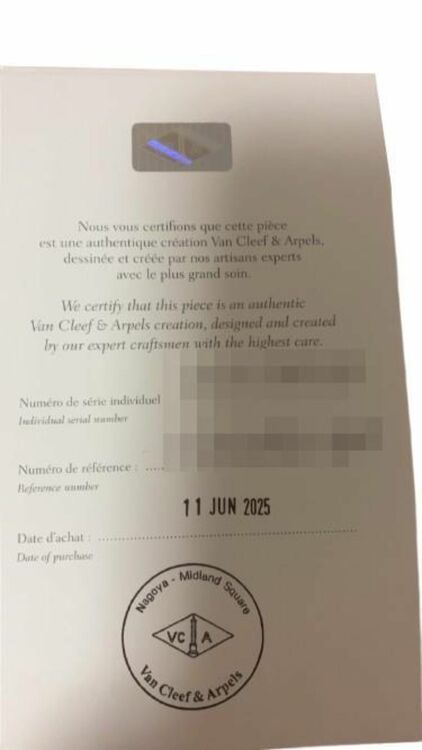 Nous vous certifions que cette pièce
est une authentique création Van Cleef & Arpels,
dessinée et créée par nos artisans experts
avec le plus grand soin.
We certify that this piece is an authentic
Van Cleef & Arpels creation, designed and created
by our expert craftsmen with the highest care.
Numéro de série individuel
Individual serial number
Numéro de référence : ....
Reference number
11 JUN 2025
Date d'achat : ....................................................
Date of purchase
Nagoya - Midland Square
VC A
Van Cleef & Arpels